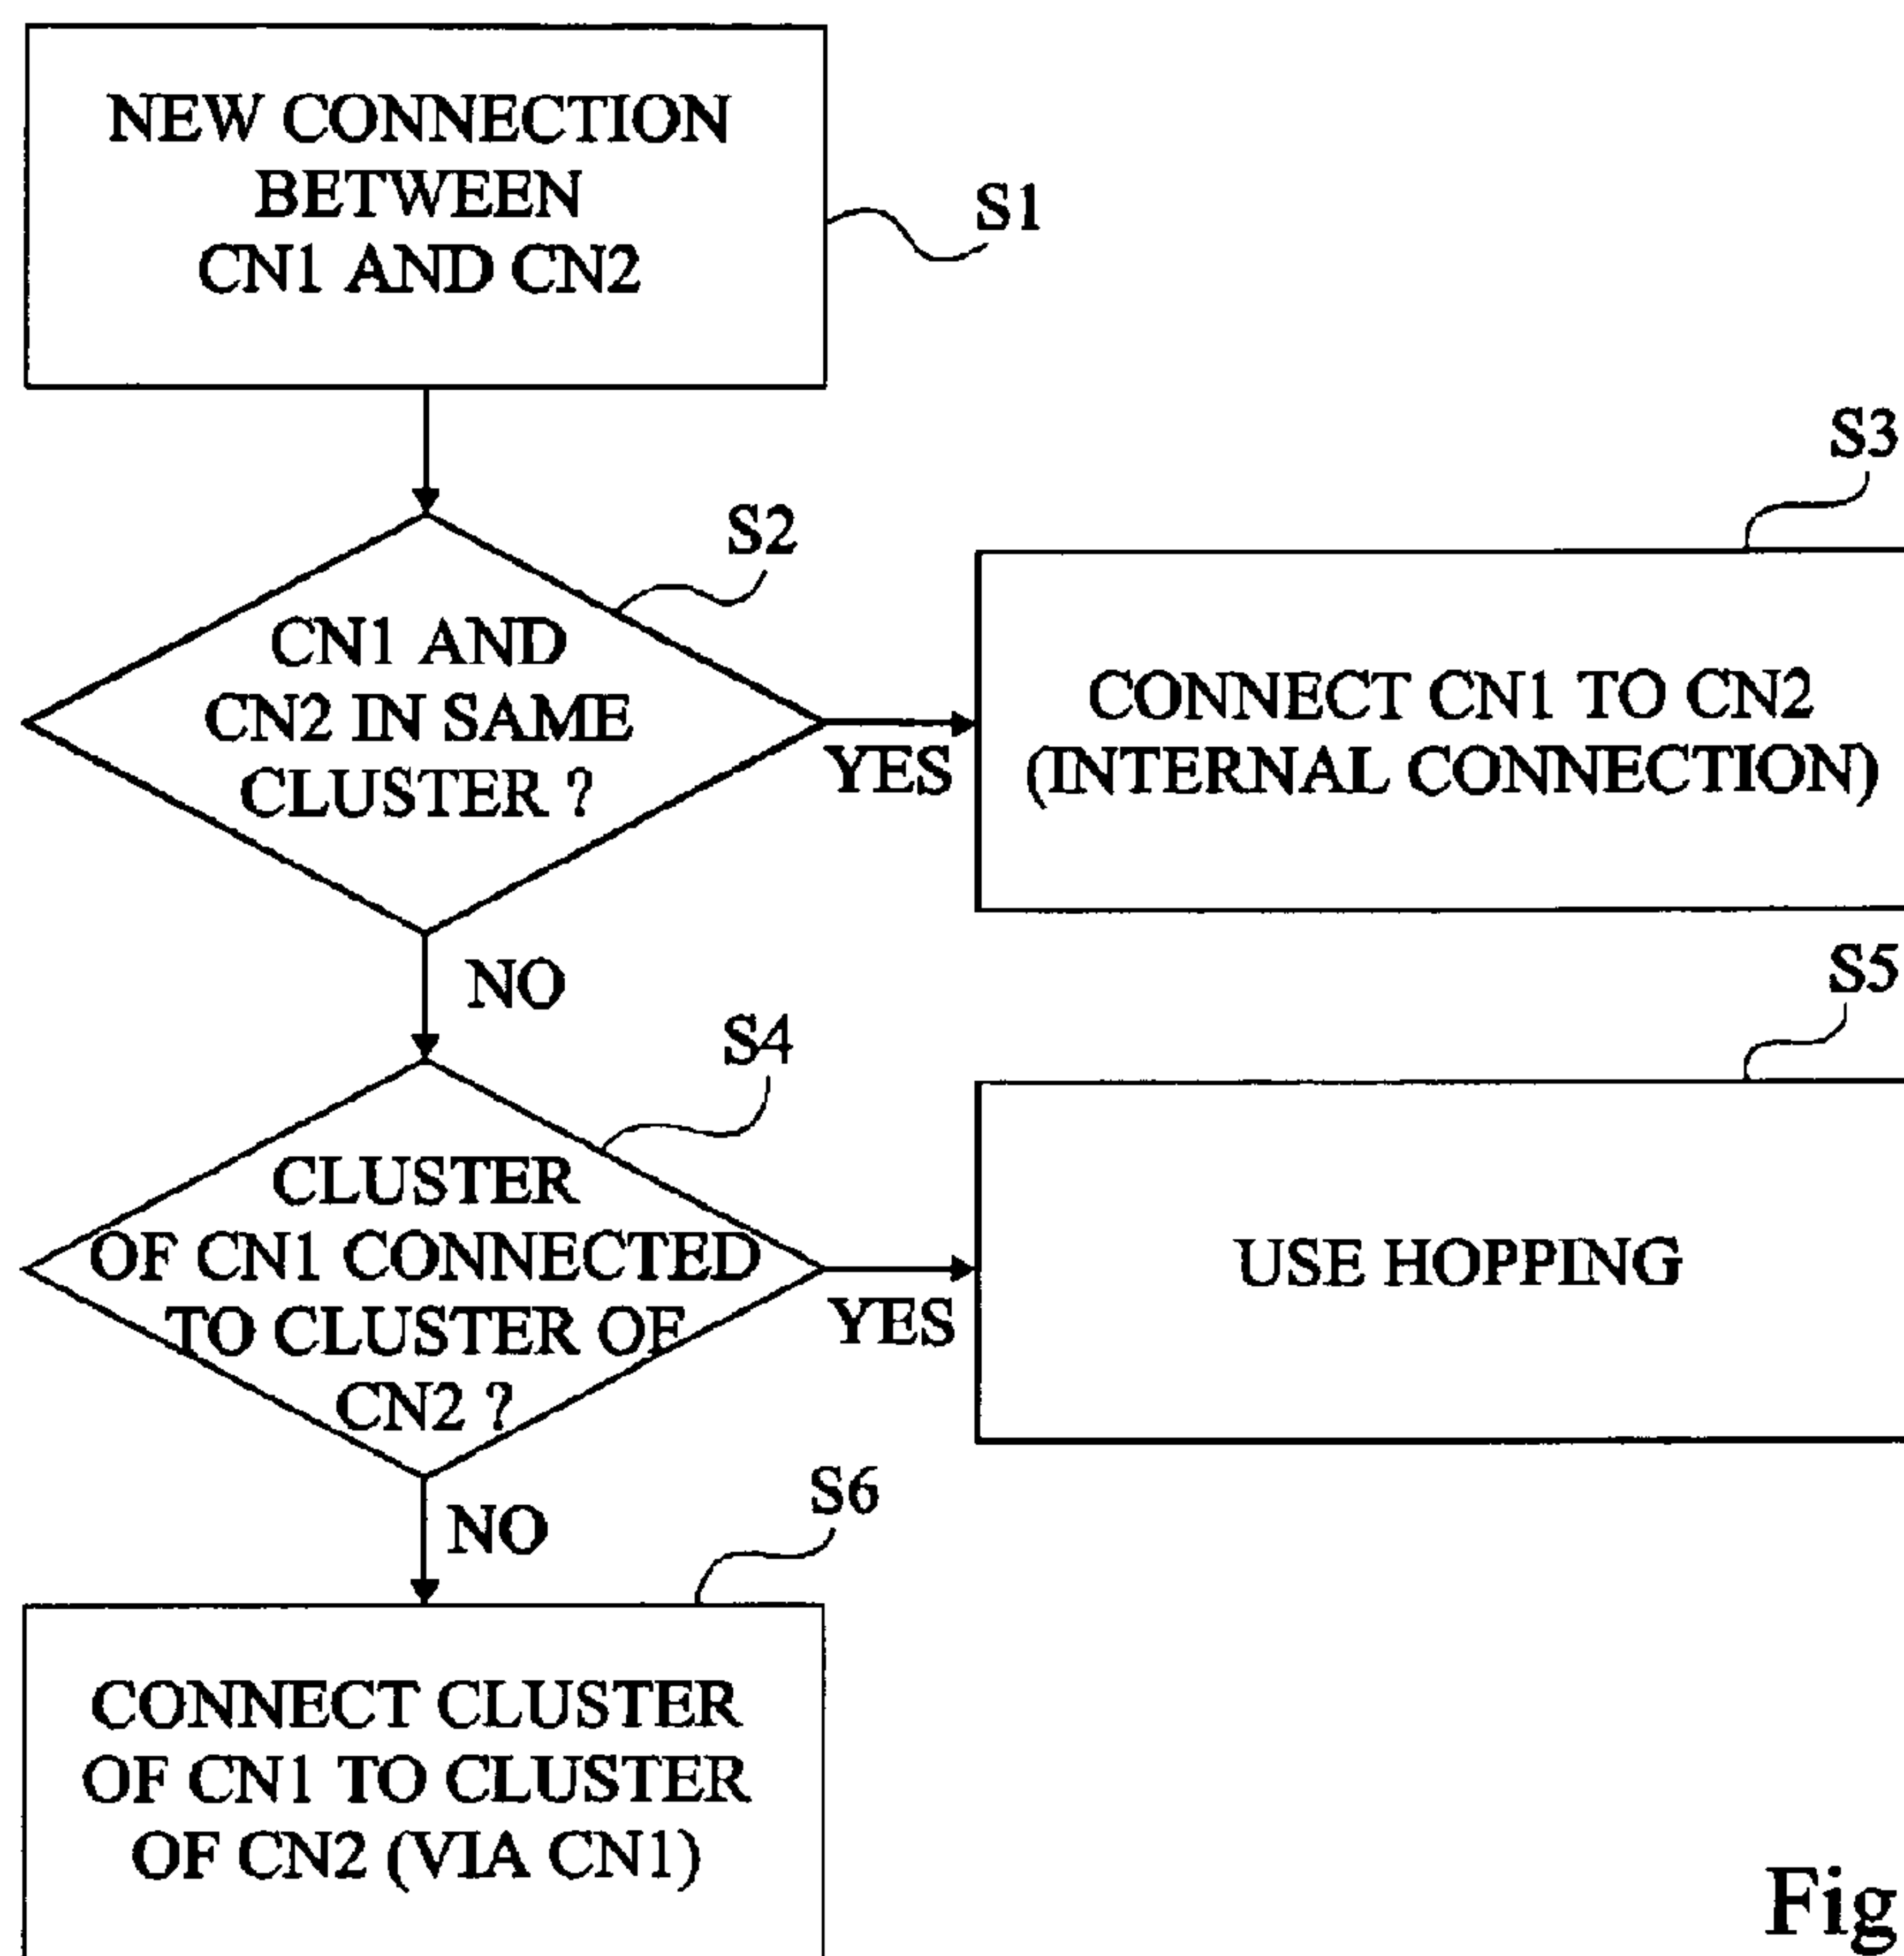 NEW CONNECTION
BETWEEN
CN1 AND CN2
S1
S2
CN1 AND
CN2 IN SAME
CLUSTER ?
YES
S3
CONNECT CN1 TO CN2
(INTERNAL CONNECTION)
NO
S4
CLUSTER
OF CN1 CONNECTED
TO CLUSTER OF
CN2 ?
YES
S5
USE HOPPING
NO
S6
CONNECT CLUSTER
OF CN1 TO CLUSTER
OF CN2 (VIA CN1)
Fig